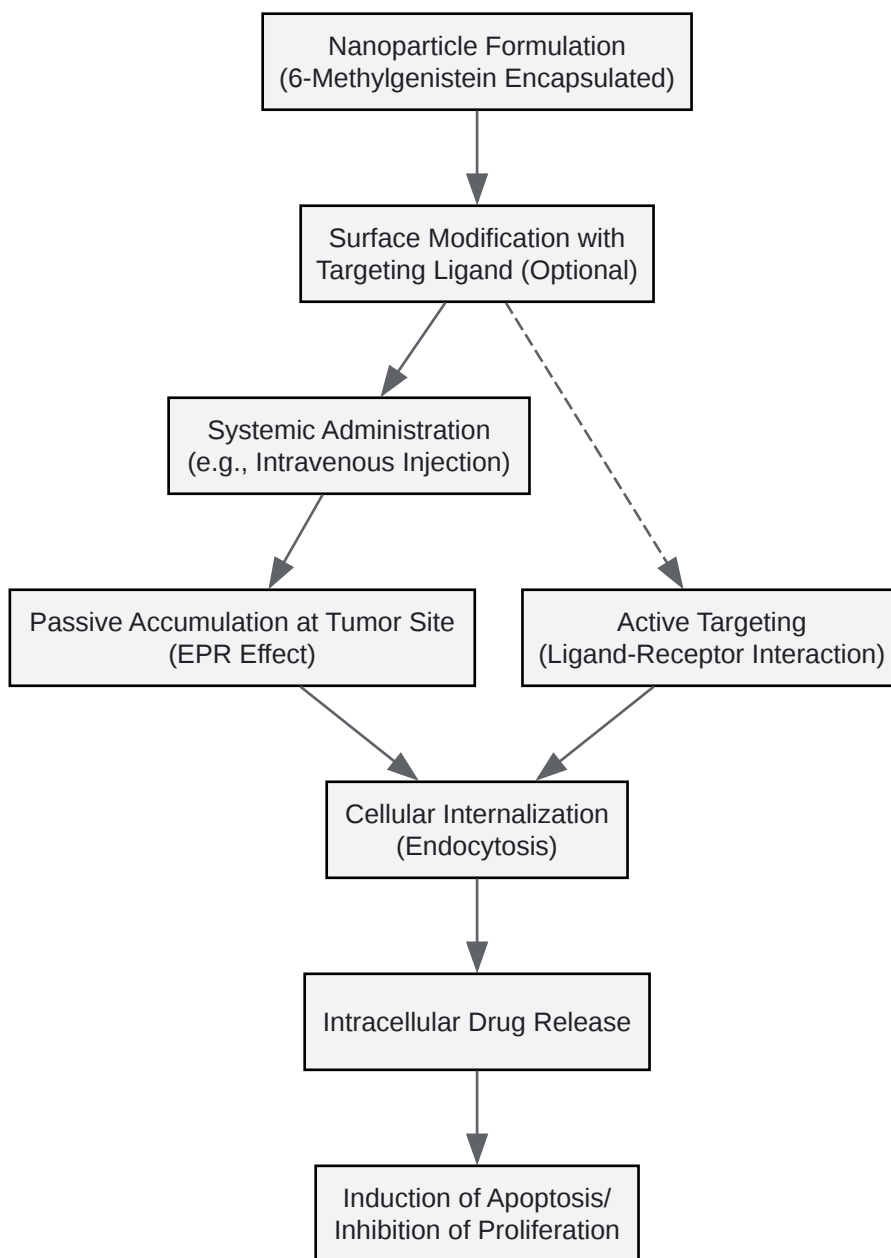 Nanoparticle Formulation
(6-Methylgenistein Encapsulated)
Surface Modification with
Targeting Ligand (Optional)
Systemic Administration
(e.g., Intravenous Injection)
Passive Accumulation at Tumor Site
(EPR Effect)
Active Targeting
(Ligand-Receptor Interaction)
Cellular Internalization
(Endocytosis)
Intracellular Drug Release
Induction of Apoptosis/
Inhibition of Proliferation